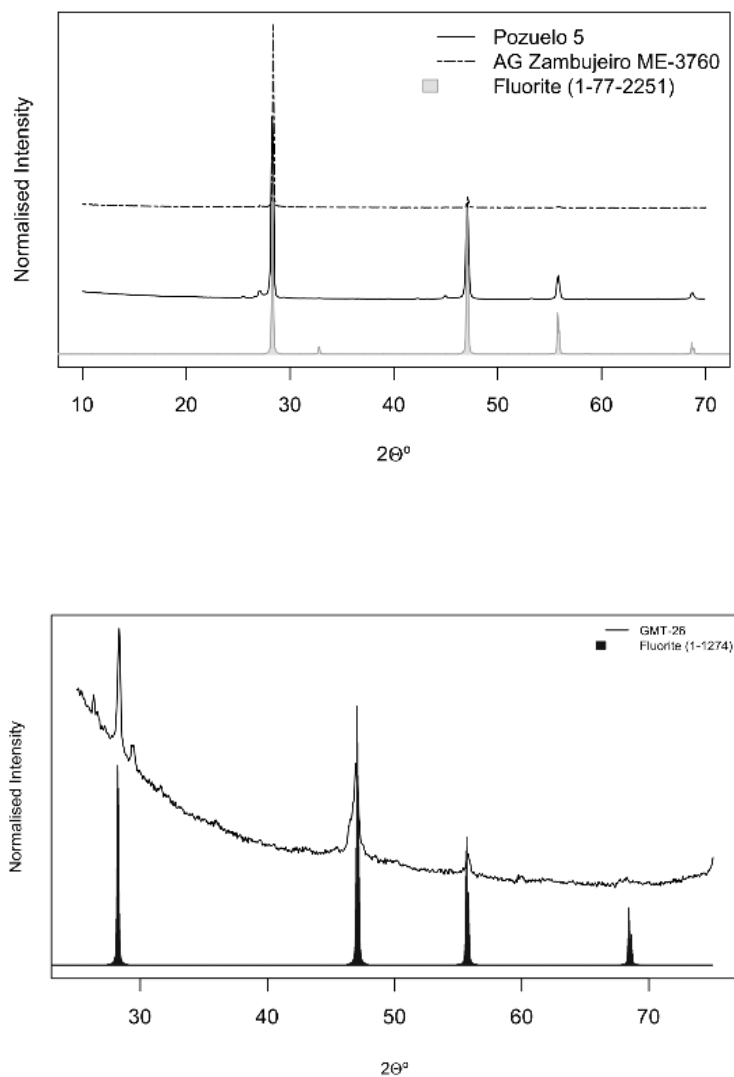 Pozuelo 5
AG Zambujeiro ME-3760
Fluorite (1-77-2251)
Normalised Intensity
10 20 30 40 50 60 70
2Θº
GMT-26
Fluorite (1-1274)
Normalised Intensity
30 40 50 60 70
2Θº